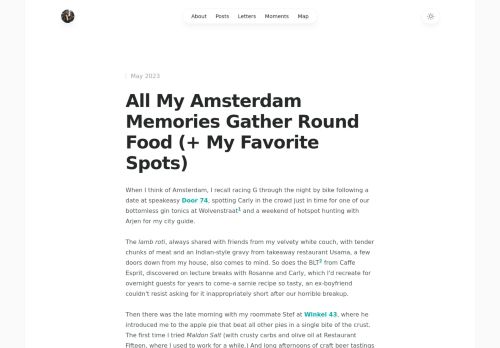 About Posts Letters Moments Map
May 2023
All My Amsterdam
Memories Gather Round
Food (+ My Favorite
Spots)
When I think of Amsterdam, I recall racing G through the night by bike following a
date at speakeasy Door 74, spotting Carly in the crowd just in time for one of our
bottomless gin tonics at Wolvenstraat1 and a weekend of hotspot hunting with
Arjen for my city guide.
The lamb roti, always shared with friends from my velvety white couch, with tender
chunks of meat and an Indian-style gravy from takeaway restaurant Usama, a few
doors down from my house, also comes to mind. So does the BLT2 from Caffe
Esprit, discovered on lecture breaks with Rosanne and Carly, which I'd recreate for
overnight guests for years to come–a sarnie recipe so tasty, an ex-boyfriend
couldn't resist asking for it inappropriately short after our horrible breakup.
Then there was the late morning with my roommate Stef at Winkel 43, where he
introduced me to the apple pie that beat all other pies in a single bite of the crust.
The first time I tried Maldon Salt (with crusty carbs and olive oil at Restaurant
Fifteen, where I used to work for a while.) And long afternoons of craft beer tastings